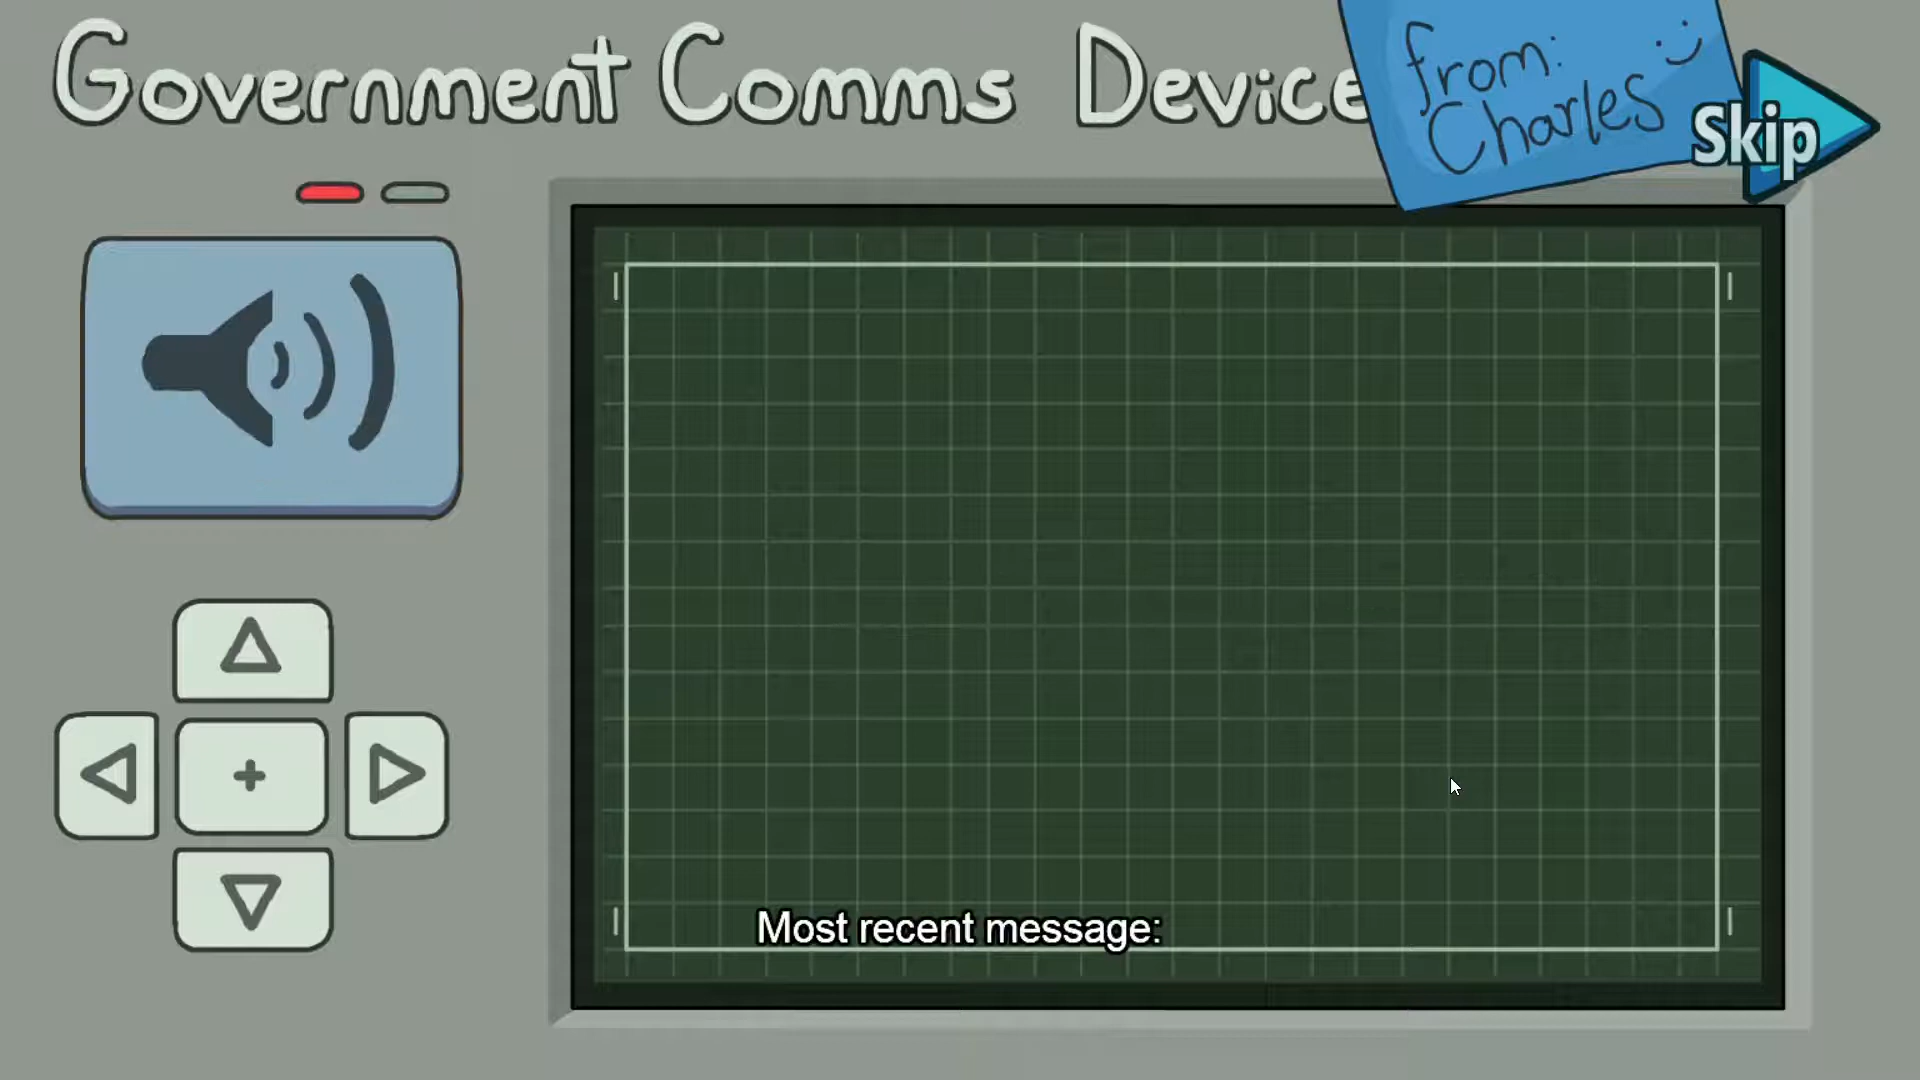 Government Comms Device
from: :)
Charles
Skip
Most recent message: